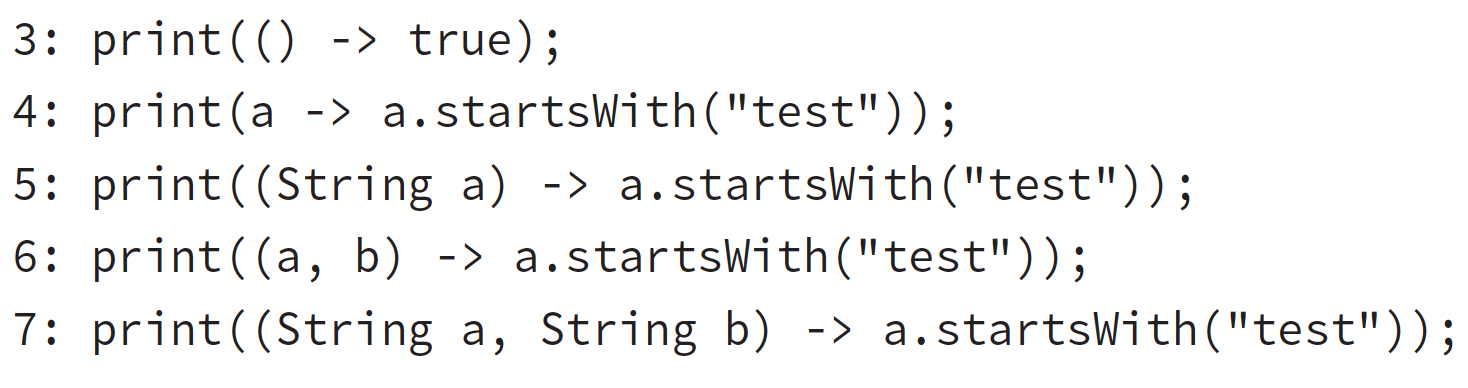 3: print(() -> true);
4: print(a -> a.startsWith("test"));
5: print((String a) -> a.startsWith("test"));
6: print((a, b) -> a.startsWith("test"));
7: print((String a, String b) -> a.startsWith("test"));